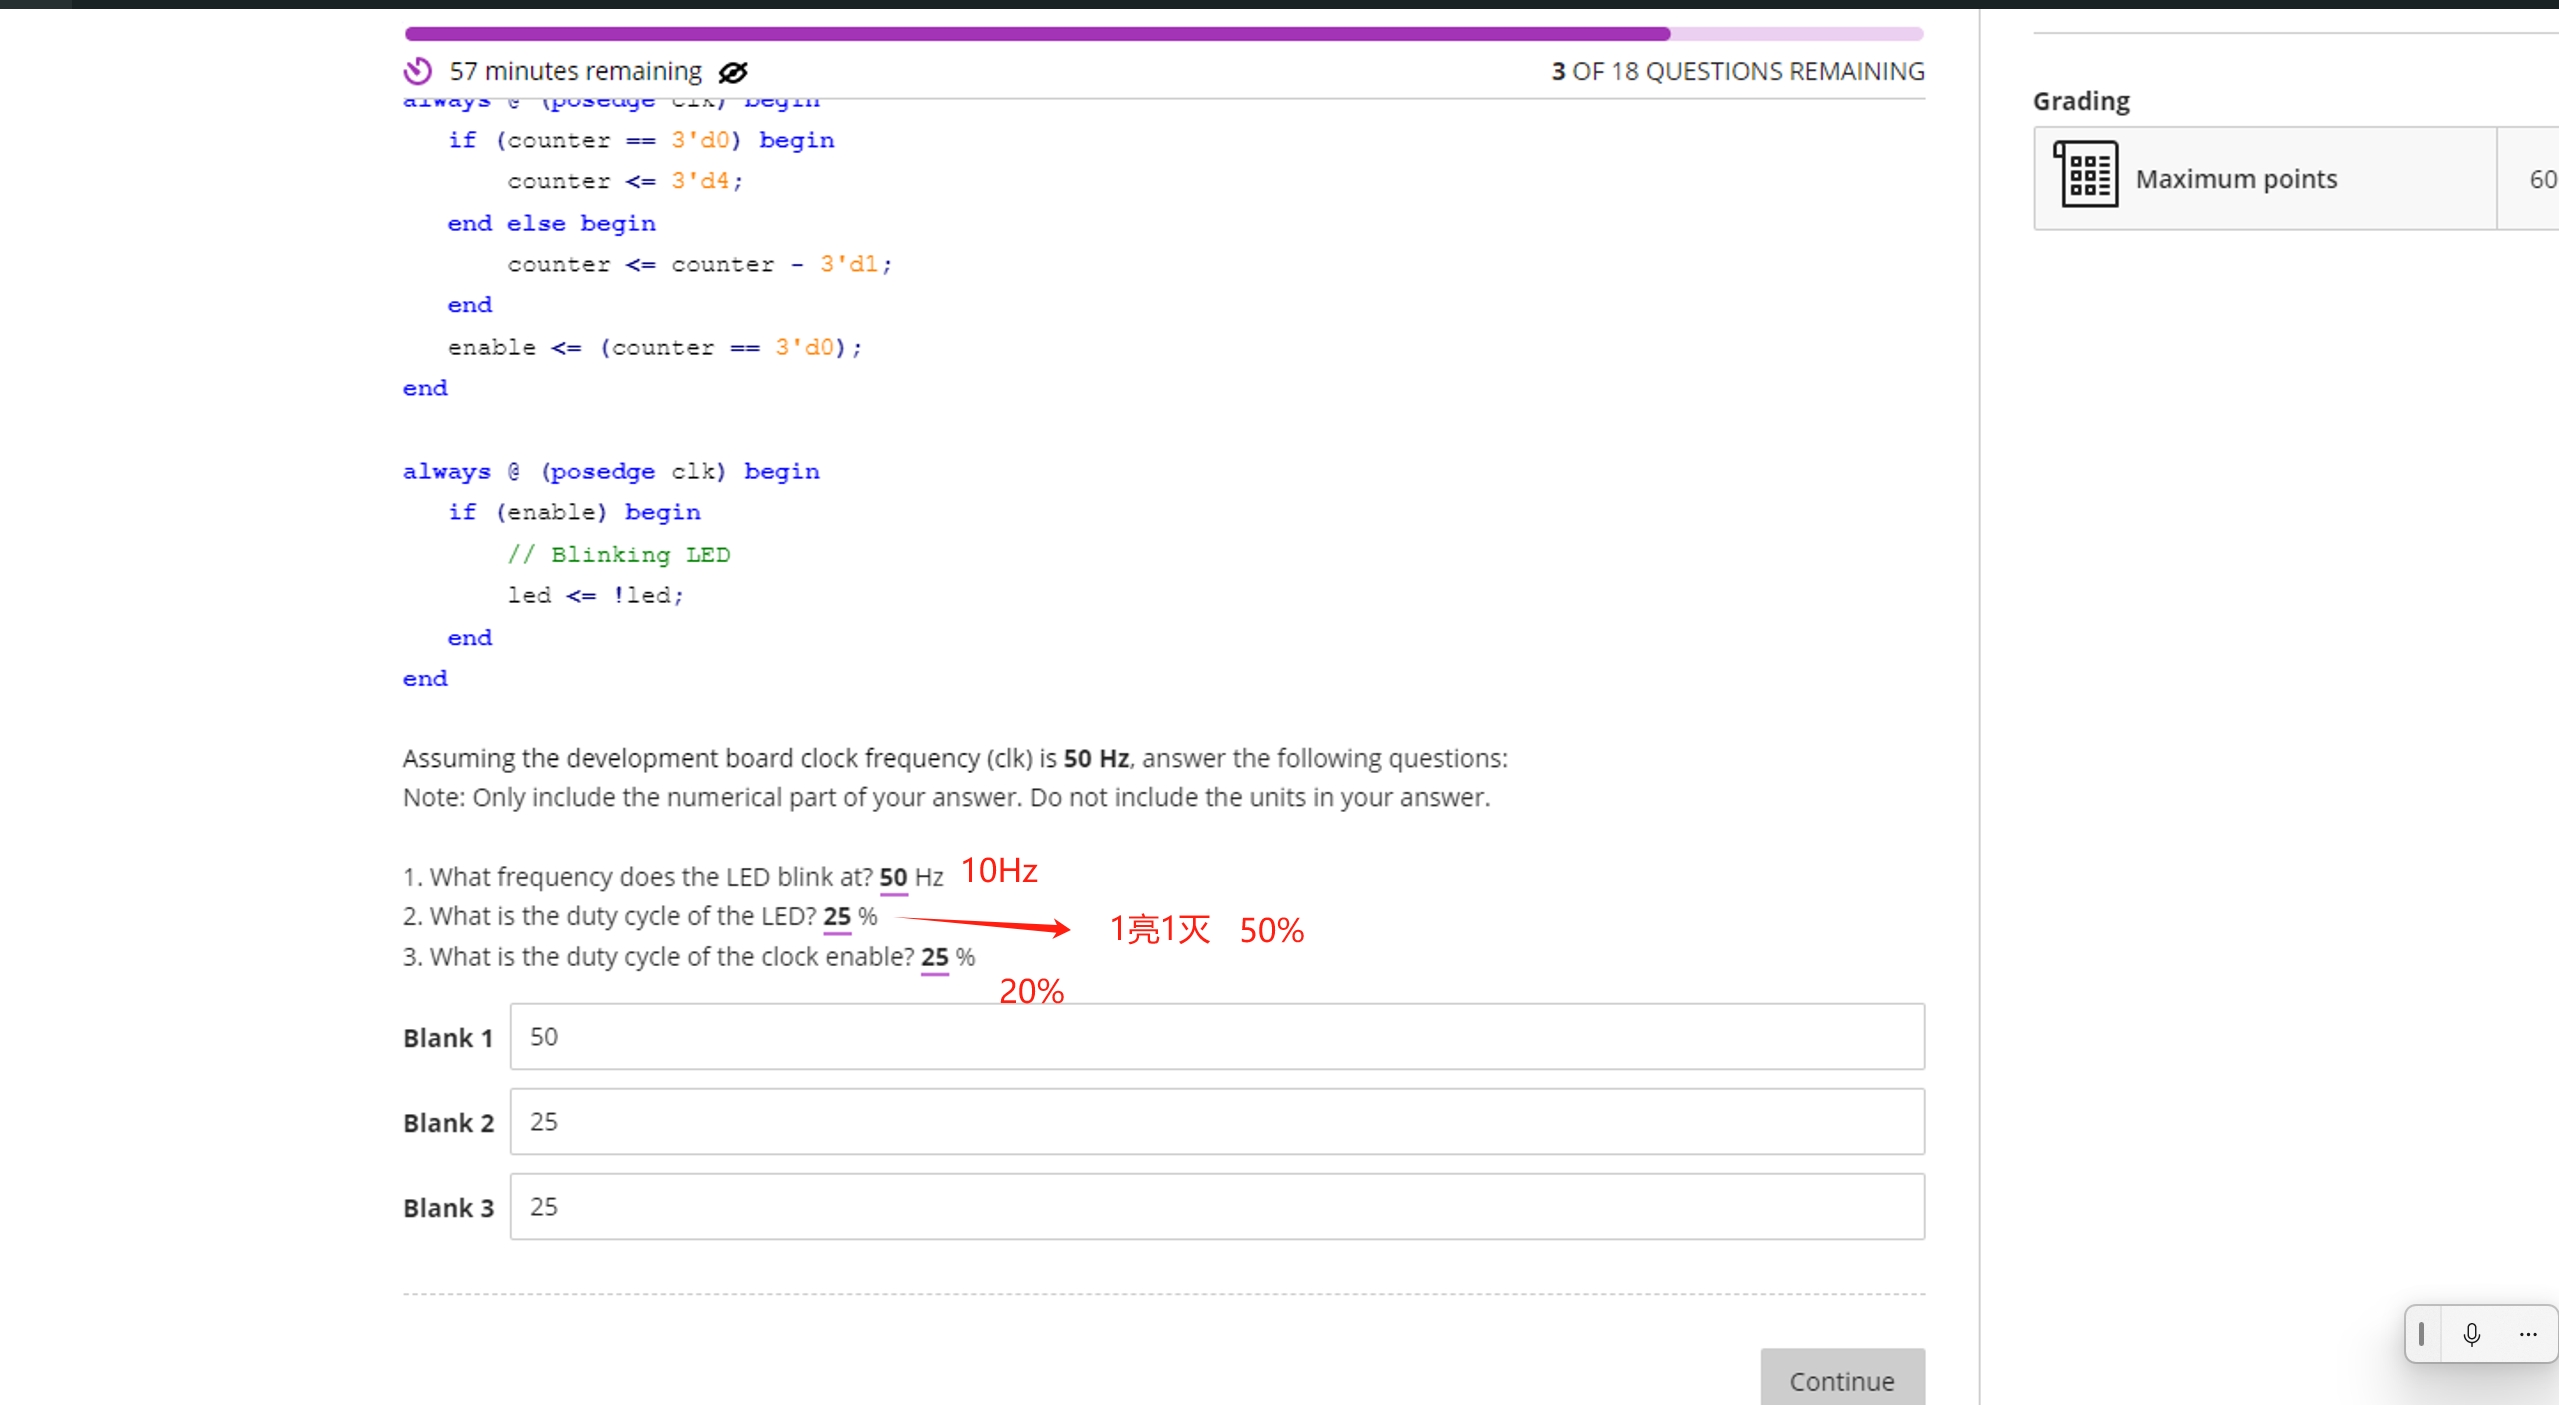 57 minutes remaining
3 OF 18 QUESTIONS REMAINING
always @ (posedge clk) begin
if (counter == 3'd0) begin
counter <= 3'd4;
end else begin
counter <= counter - 3'd1;
end
enable <= (counter == 3'd0);
end
always @ (posedge clk) begin
if (enable) begin
// Blinking LED
led <= !led;
end
end
Assuming the development board clock frequency (clk) is 50 Hz, answer the following questions:
Note: Only include the numerical part of your answer. Do not include the units in your answer.
1. What frequency does the LED blink at? 50 Hz 10Hz
2. What is the duty cycle of the LED? 25 % 1亮1灭 50%
3. What is the duty cycle of the clock enable? 25 %
20%
Blank 1 50
Blank 2 25
Blank 3 25
Continue
Grading
Maximum points 60